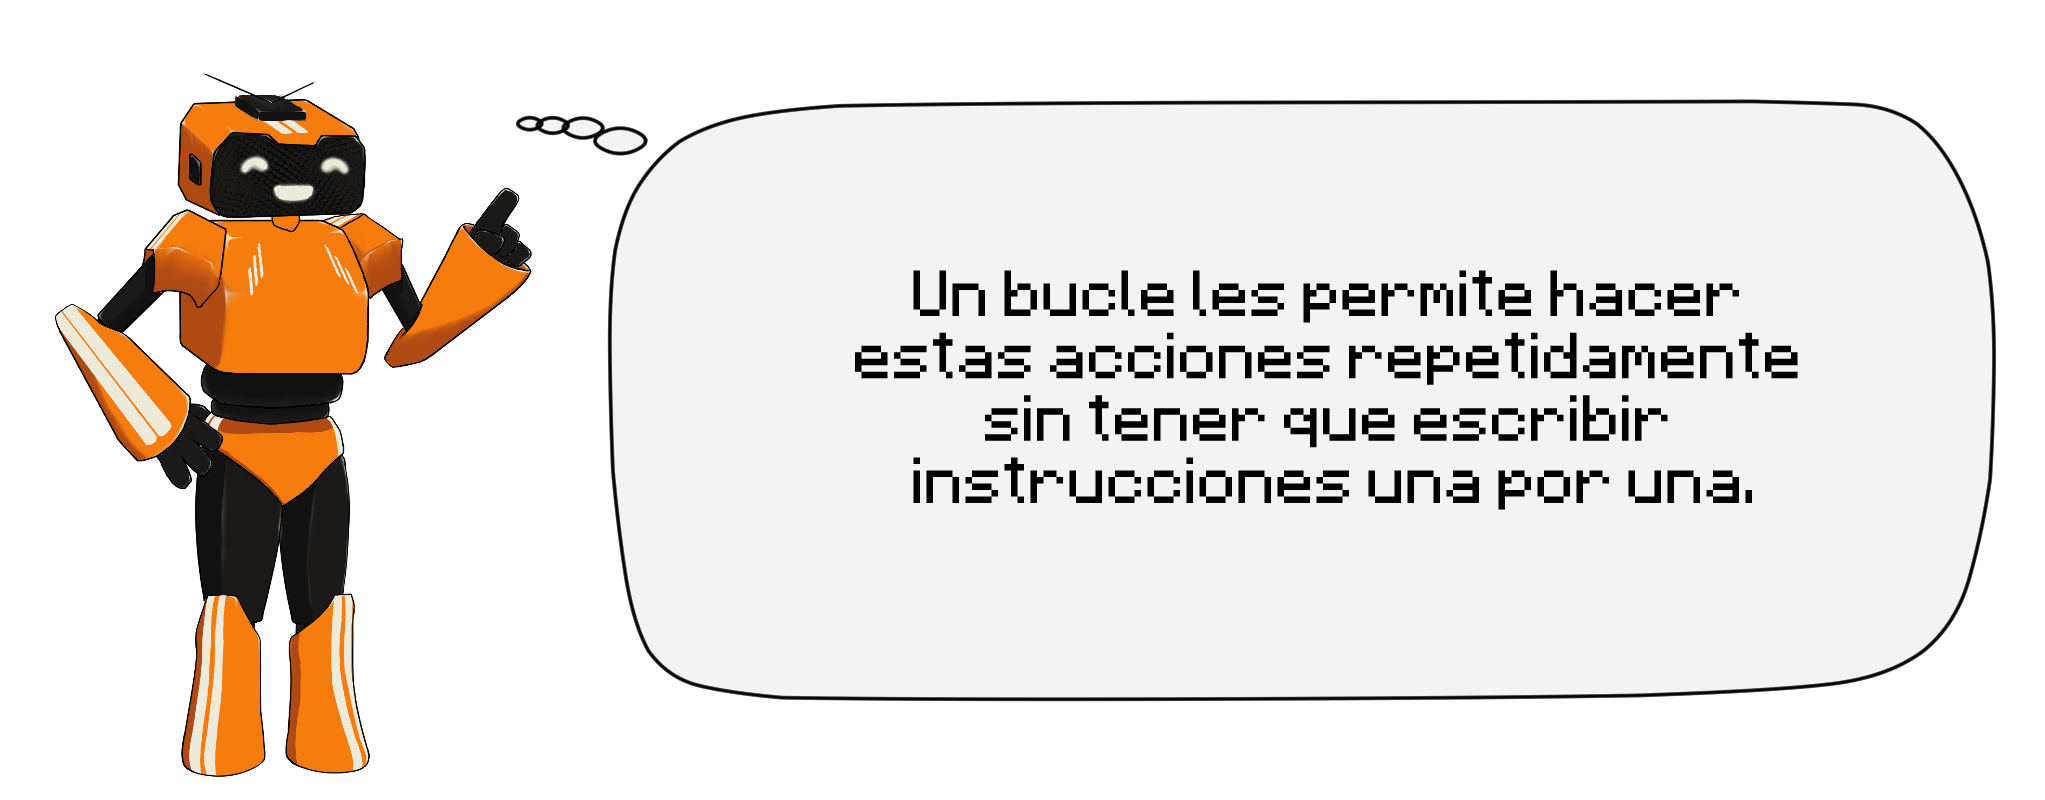 Un bucle les permite hacer
estas acciones repetidamente
sin tener que escribir
instrucciones una por una.